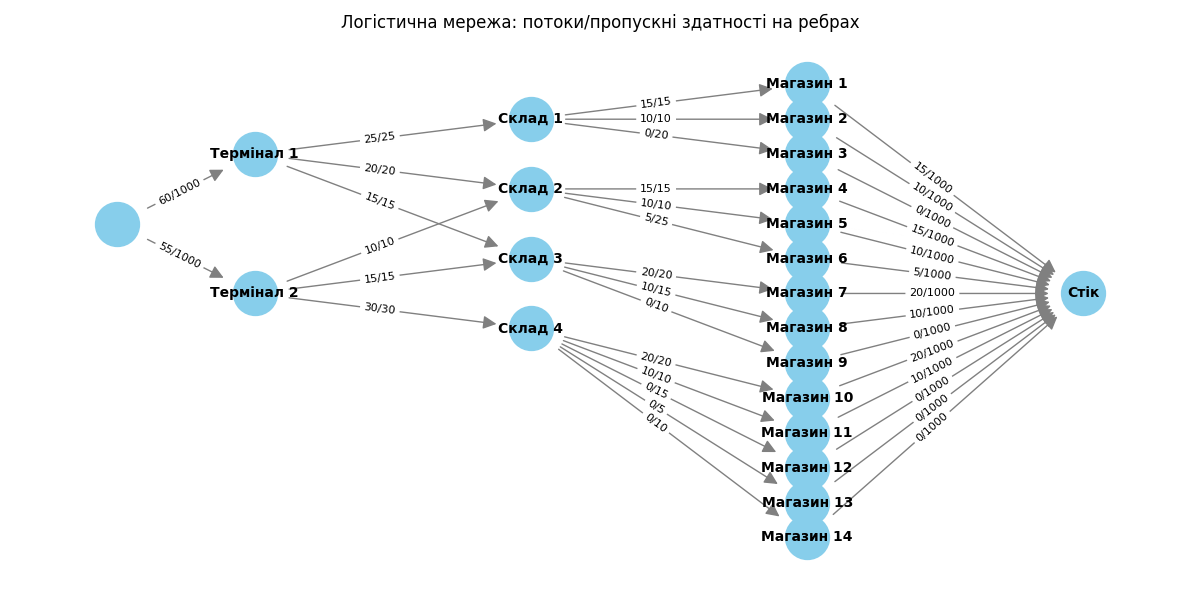 Логістична мережа: потоки/пропускні здатності на ребрах
60/1000
55/1000
Термінал 1
Термінал 2
25/25
20/20
15/15
10/10
15/15
30/30
Склад 1
Склад 2
Склад 3
Склад 4
15/15
10/10
0/20
15/15
10/10
5/25
20/20
10/15
0/10
20/20
10/10
0/15
0/5
0/10
Магазин 1
Магазин 2
Магазин 3
Магазин 4
Магазин 5
Магазин 6
Магазин 7
Магазин 8
Магазин 9
Магазин 10
Магазин 11
Магазин 12
Магазин 13
Магазин 14
15/1000
10/1000
0/1000
15/1000
10/1000
5/1000
20/1000
10/1000
0/1000
20/1000
10/1000
0/1000
0/1000
0/1000
Стік